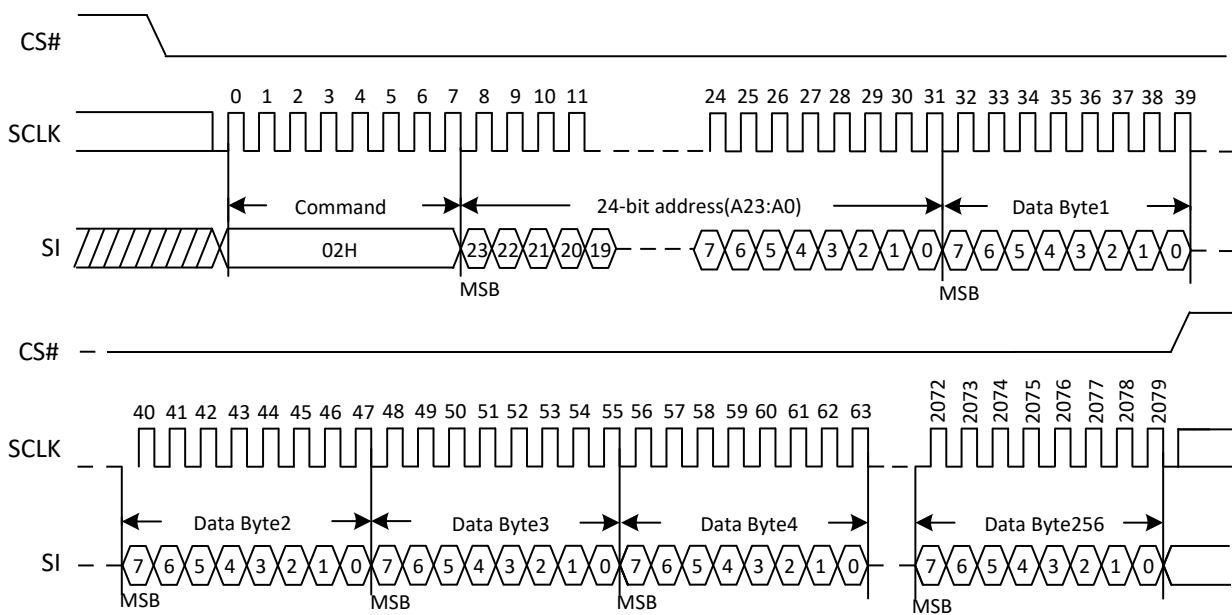 CS#
0 1 2 3 4 5 6 7 8 9 10 11 24 25 26 27 28 29 30 31 32 33 34 35 36 37 38 39
SCLK
Command 24-bit address(A23:A0) Data Byte1
SI 02H 23 22 21 20 19 7 6 5 4 3 2 1 0 7 6 5 4 3 2 1 0
MSB MSB
CS#
40 41 42 43 44 45 46 47 48 49 50 51 52 53 54 55 56 57 58 59 60 61 62 63 2072 2073 2074 2075 2076 2077 2078 2079
SCLK
Data Byte2 Data Byte3 Data Byte4 Data Byte256
SI 7 6 5 4 3 2 1 0 7 6 5 4 3 2 1 0 7 6 5 4 3 2 1 0 7 6 5 4 3 2 1 0
MSB MSB MSB MSB